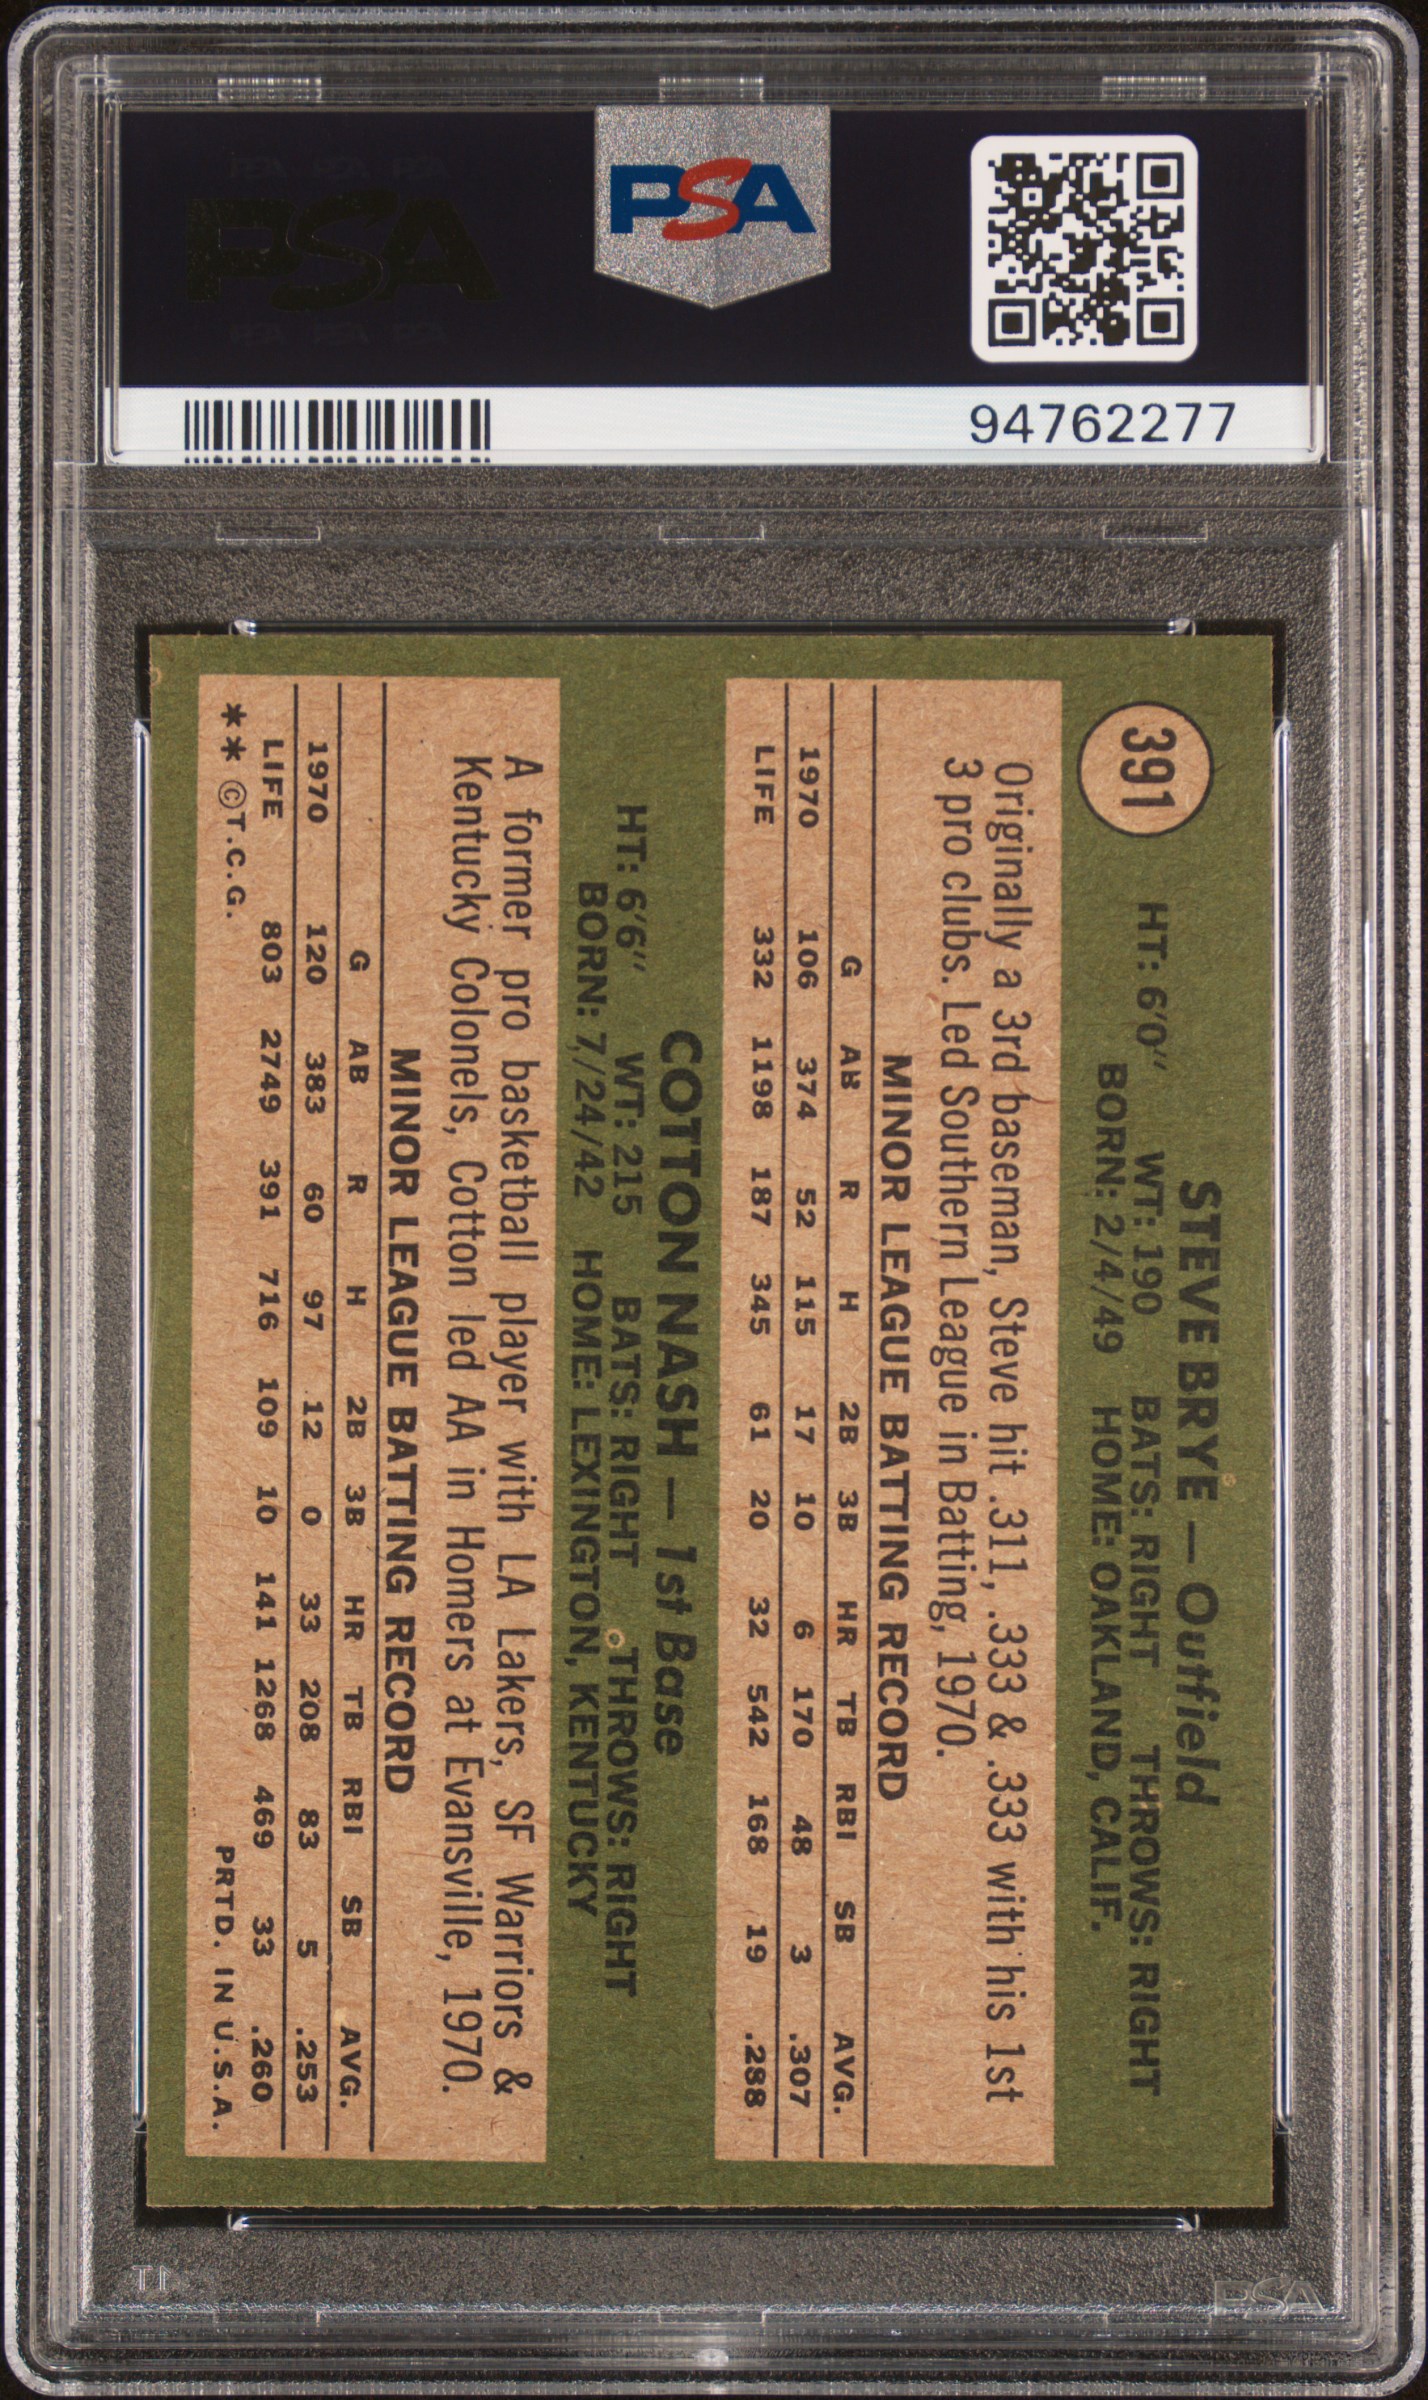 PSA
PSA PSA PSA
PSA
PSA PSA PSA
94762277
391
STEVE BRYE — Outfield
HT: 6'0" WT: 190 BATS: RIGHT THROWS: RIGHT
BORN: 2/4/49 HOME: OAKLAND, CALIF.
Originally a 3rd baseman, Steve hit .311, .333 & .333 with his 1st
3 pro clubs. Led Southern League in Batting, 1970.
MINOR LEAGUE BATTING RECORD
G AB R H 2B 3B HR TB RBI SB AVG.
1970 106 374 52 115 17 10 6 170 48 3 .307
LIFE 332 1198 187 345 61 20 32 542 168 19 .288
COTTON NASH — 1st Base
HT: 6'6" WT: 215 BATS: RIGHT THROWS: RIGHT
BORN: 7/24/42 HOME: LEXINGTON, KENTUCKY
A former pro basketball player with LA Lakers, SF Warriors &
Kentucky Colonels, Cotton led AA in Homers at Evansville, 1970.
MINOR LEAGUE BATTING RECORD
G AB R H 2B 3B HR TB RBI SB AVG.
1970 120 383 60 97 12 0 33 208 83 5 .253
LIFE 803 2749 391 716 109 10 141 1268 469 33 .260
** ©T.C.G. PRTD. IN U.S.A.
PSA